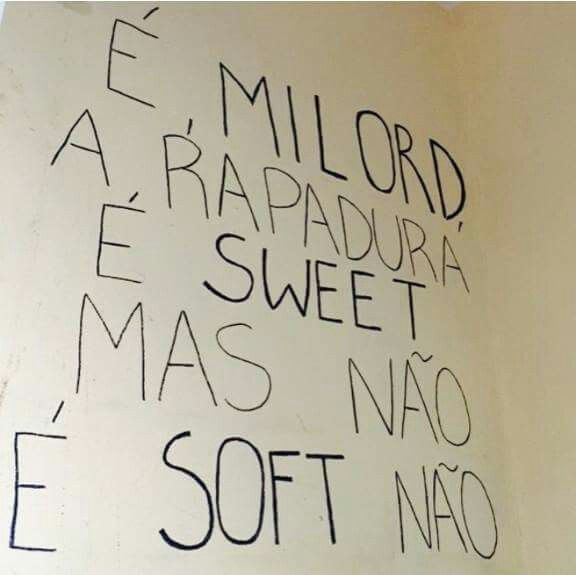 É, MILORD,
A RAPADURA
É SWEET
MAS NÃO
É SOFT NÃO